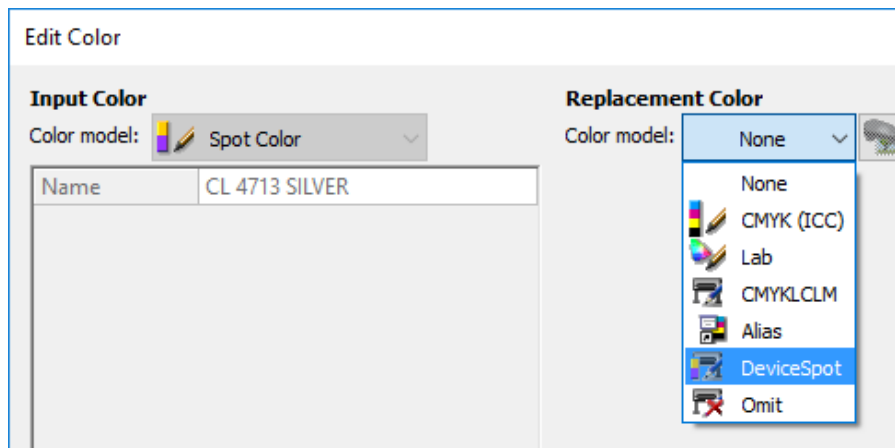 Edit Color
Input Color
Color model: Spot Color
Name CL 4713 SILVER
Replacement Color
Color model: None
None
CMYK (ICC)
Lab
CMYKLCLM
Alias
DeviceSpot
Omit